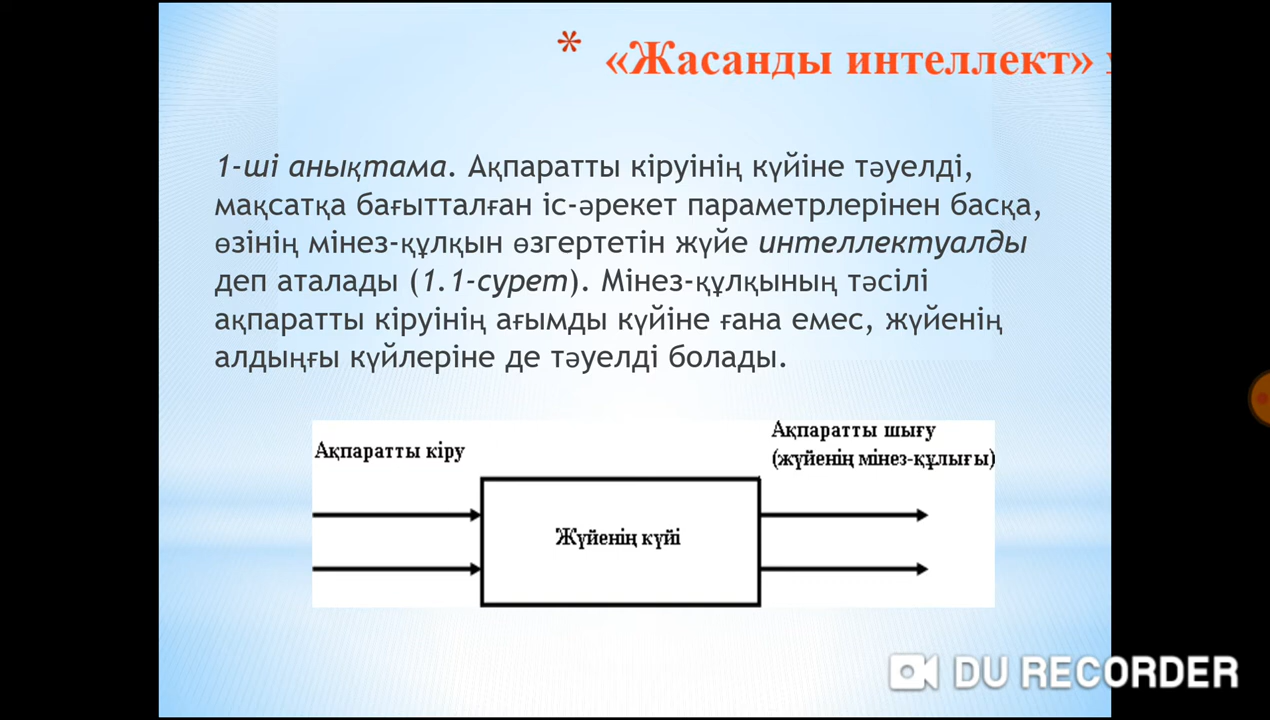 * «Жасанды интеллект»
1-ші анықтама. Ақпаратты кіруінің күйіне тәуелді,
мақсатқа бағытталған іс-әрекет параметрлерінен басқа,
өзінің мінез-құлқын өзгертетін жүйе интеллектуалды
деп аталады (1.1-сурет). Мінез-құлқының тәсілі
ақпаратты кіруінің ағымды күйіне ғана емес, жүйенің
алдыңғы күйлеріне де тәуелді болады.
Ақпаратты кіру
Ақпаратты шығу
(жүйенің мінез-құлығы)
Жүйенің күйі
DU RECORDER